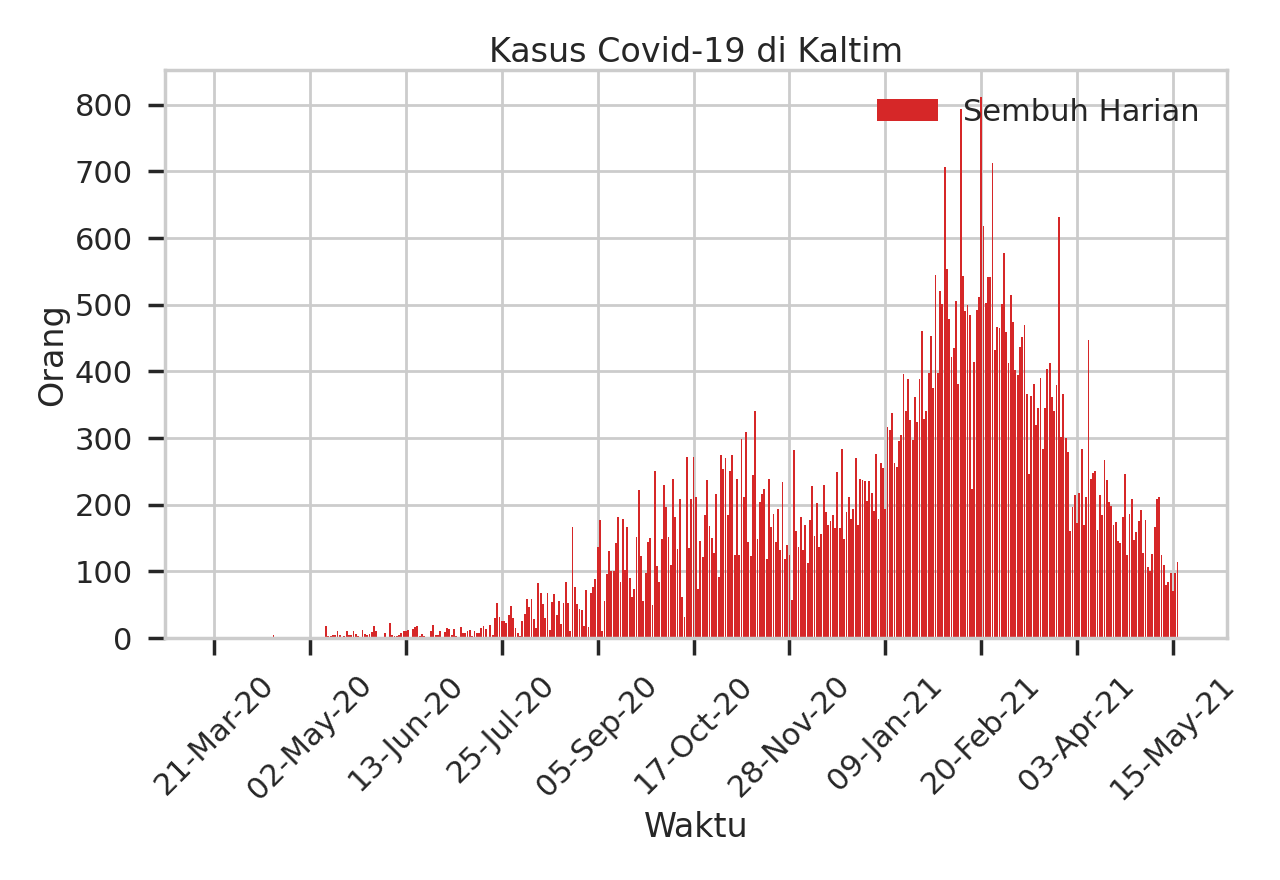 Kasus Covid-19 di Kaltim
Sembuh Harian
Orang
800
700
600
500
400
300
200
100
0
21-Mar-20
02-May-20
13-Jun-20
25-Jul-20
05-Sep-20
17-Oct-20
28-Nov-20
09-Jan-21
20-Feb-21
03-Apr-21
15-May-21
Waktu